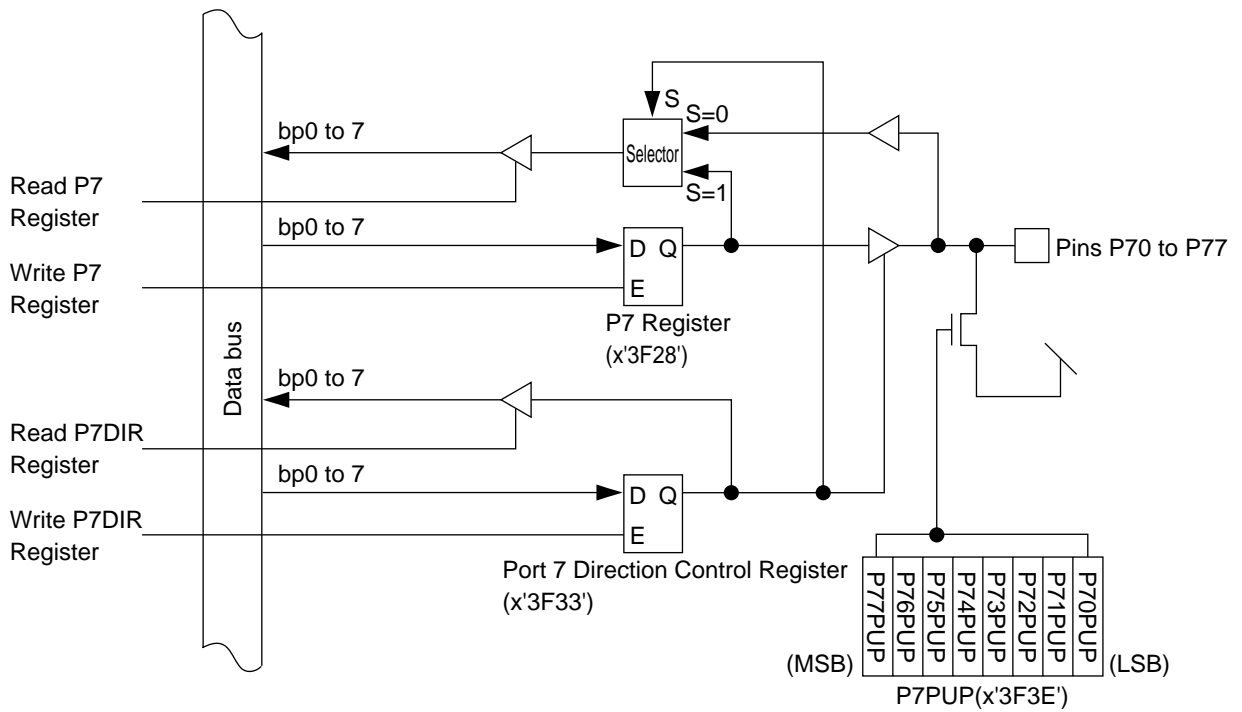 S
S=0
bp0 to 7
Selector
Read P7
Register
S=1
bp0 to 7
D Q
Pins P70 to P77
Write P7
Register
E
P7 Register
(x'3F28')
Data bus
bp0 to 7
Read P7DIR
Register
bp0 to 7
D Q
Write P7DIR
Register
E
Port 7 Direction Control Register
(x'3F33')
P77PUP
P76PUP
P75PUP
P74PUP
P73PUP
P72PUP
P71PUP
P70PUP
(MSB)
(LSB)
P7PUP(x'3F3E')